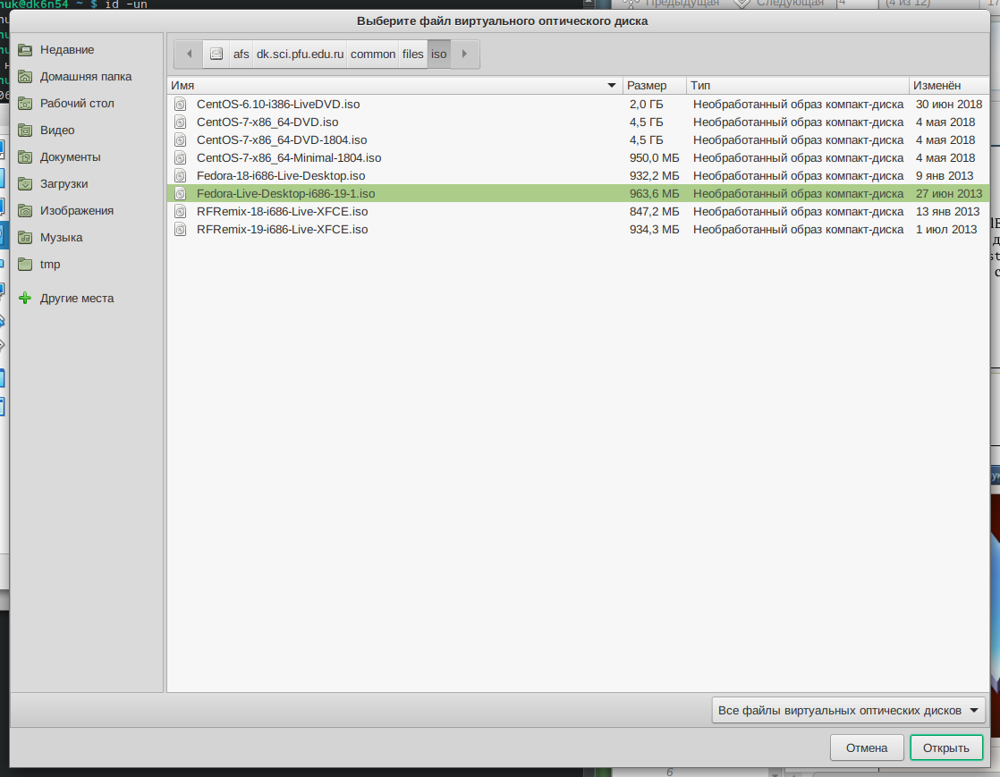 nuk@dk6n54 ~ $ id -un
Предыдущая Следующая 4 (4 из 12)
Выберите файл виртуального оптического диска
Недавние
Домашняя папка
Рабочий стол
Видео
Документы
Загрузки
Изображения
Музыка
tmp
Другие места
afs dk.sci.pfu.edu.ru common files iso
Имя Размер Тип Изменён
CentOS-6.10-i386-LiveDVD.iso 2,0 ГБ Необработанный образ компакт-диска 30 июн 2018
CentOS-7-x86_64-DVD.iso 4,5 ГБ Необработанный образ компакт-диска 4 мая 2018
CentOS-7-x86_64-DVD-1804.iso 4,5 ГБ Необработанный образ компакт-диска 4 мая 2018
CentOS-7-x86_64-Minimal-1804.iso 950,0 МБ Необработанный образ компакт-диска 4 мая 2018
Fedora-18-i686-Live-Desktop.iso 932,2 МБ Необработанный образ компакт-диска 9 янв 2013
Fedora-Live-Desktop-i686-19-1.iso 963,6 МБ Необработанный образ компакт-диска 27 июн 2013
RFRemix-18-i686-Live-XFCE.iso 847,2 МБ Необработанный образ компакт-диска 13 янв 2013
RFRemix-19-i686-Live-XFCE.iso 934,3 МБ Необработанный образ компакт-диска 1 июл 2013
Все файлы виртуальных оптических дисков
Отмена Открыть
6